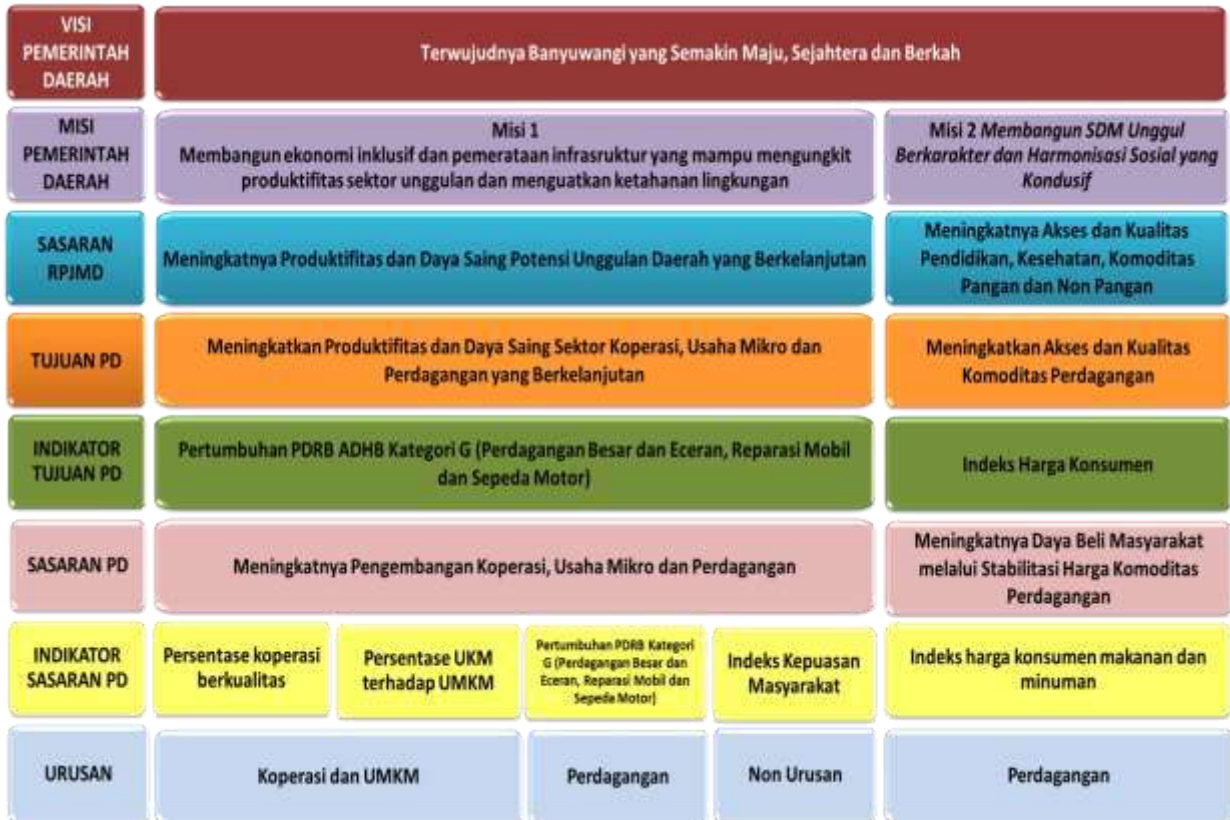 VISI
PEMERINTAH
DAERAH
Terwujudnya Banyuwangi yang Semakin Maju, Sejahtera dan Berkah
MISI
PEMERINTAH
DAERAH
Misi 1
Membangun ekonomi inklusif dan pemerataan infrasruktur yang mampu mengungkit
produktifitas sektor unggulan dan menguatkan ketahanan lingkungan
Misi 2 Membangun SDM Unggul
Berkarakter dan Harmonisasi Sosial yang
Kondusif
SASARAN
RPJMD
Meningkatnya Produktifitas dan Daya Saing Potensi Unggulan Daerah yang Berkelanjutan
Meningkatnya Akses dan Kualitas
Pendidikan, Kesehatan, Komoditas
Pangan dan Non Pangan
TUJUAN PD
Meningkatkan Produktifitas dan Daya Saing Sektor Koperasi, Usaha Mikro dan
Perdagangan yang Berkelanjutan
Meningkatkan Akses dan Kualitas
Komoditas Perdagangan
INDIKATOR
TUJUAN PD
Pertumbuhan PDRB ADHB Kategori G (Perdagangan Besar dan Eceran, Reparasi Mobil
dan Sepeda Motor)
Indeks Harga Konsumen
SASARAN PD
Meningkatnya Pengembangan Koperasi, Usaha Mikro dan Perdagangan
Meningkatnya Daya Beli Masyarakat
melalui Stabilitasi Harga Komoditas
Perdagangan
INDIKATOR
SASARAN PD
Persentase koperasi
berkualitas
Persentase UKM
terhadap UMKM
Pertumbuhan PDRB Kategori
G (Perdagangan Besar dan
Eceran, Reparasi Mobil dan
Sepeda Motor)
Indeks Kepuasan
Masyarakat
Indeks harga konsumen makanan dan
minuman
URUSAN
Koperasi dan UMKM
Perdagangan
Non Urusan
Perdagangan